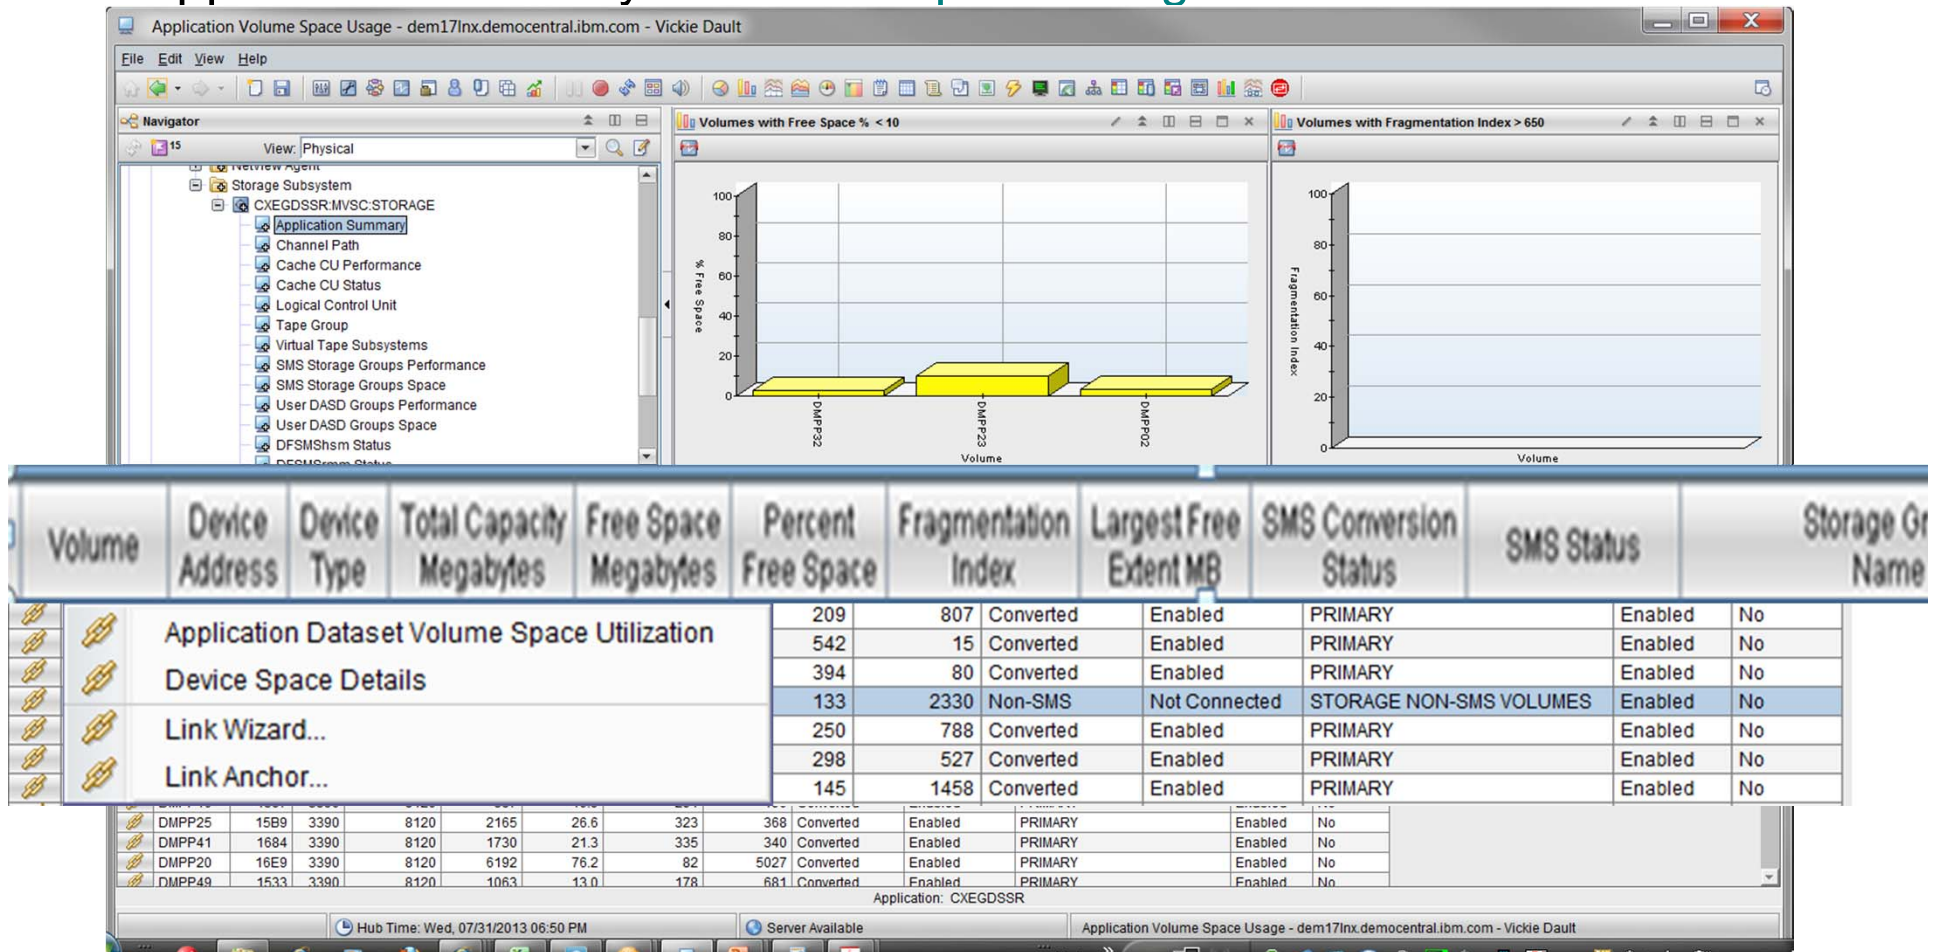 Application Volume Space Usage - dem17lnx.democentral.ibm.com - Vickie Dault
File Edit View Help
Navigator
15 View: Physical
Netview Agent
Storage Subsystem
CXEGDSSR:MVSC:STORAGE
Application Summary
Channel Path
Cache CU Performance
Cache CU Status
Logical Control Unit
Tape Group
Virtual Tape Subsystems
SMS Storage Groups Performance
SMS Storage Groups Space
User DASD Groups Performance
User DASD Groups Space
DFSMShsm Status
DFSMSrmm Status
Volumes with Free Space % < 10
100
80
60
40
20
0
% Free Space
DMPP32 DMPP23 DMPP02
Volume
Volumes with Fragmentation Index > 650
100
80
60
40
20
0
Fragmentation Index
Volume
Volume Device Address Device Type Total Capacity Megabytes Free Space Megabytes Percent Free Space Fragmentation Index Largest Free Extent MB SMS Conversion Status SMS Status Storage Gr Name
Application Dataset Volume Space Utilization
Device Space Details
Link Wizard...
Link Anchor...
209 807 Converted Enabled PRIMARY Enabled No
542 15 Converted Enabled PRIMARY Enabled No
394 80 Converted Enabled PRIMARY Enabled No
133 2330 Non-SMS Not Connected STORAGE NON-SMS VOLUMES Enabled No
250 788 Converted Enabled PRIMARY Enabled No
298 527 Converted Enabled PRIMARY Enabled No
145 1458 Converted Enabled PRIMARY Enabled No
DMPP25 15B9 3390 8120 2165 26.6 323 368 Converted Enabled PRIMARY Enabled No
DMPP41 1684 3390 8120 1730 21.3 335 340 Converted Enabled PRIMARY Enabled No
DMPP20 16E9 3390 8120 6192 76.2 82 5027 Converted Enabled PRIMARY Enabled No
DMPP49 1533 3390 8120 1063 13.0 178 681 Converted Enabled PRIMARY Enabled No
Application: CXEGDSSR
Hub Time: Wed, 07/31/2013 06:50 PM
Server Available
Application Volume Space Usage - dem17lnx.democentral.ibm.com - Vickie Dault